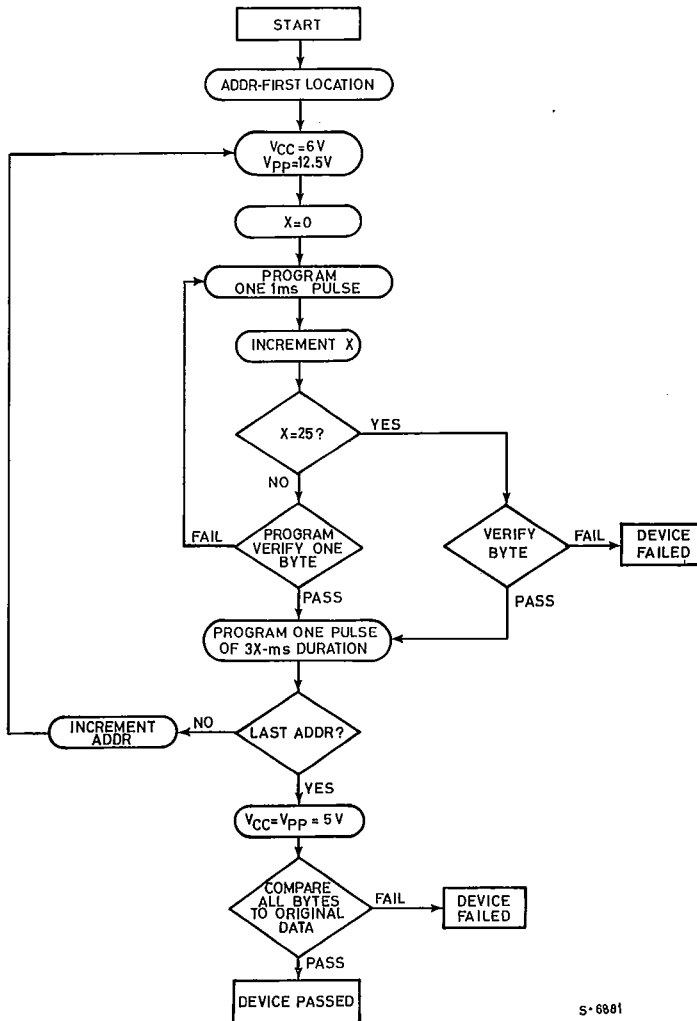 START
ADDR-FIRST LOCATION
VCC=6V
VPP=12.5V
X=0
PROGRAM
ONE 1ms PULSE
INCREMENT X
X=25?
YES
NO
FAIL
PROGRAM
VERIFY ONE
BYTE
VERIFY
BYTE
FAIL
DEVICE
FAILED
PASS
PASS
PROGRAM ONE PULSE
OF 3X-ms DURATION
INCREMENT
ADDR
NO
LAST ADDR?
YES
VCC=VPP = 5V
COMPARE
ALL BYTES
TO ORIGINAL
DATA
FAIL
DEVICE
FAILED
PASS
DEVICE PASSED
S-6881